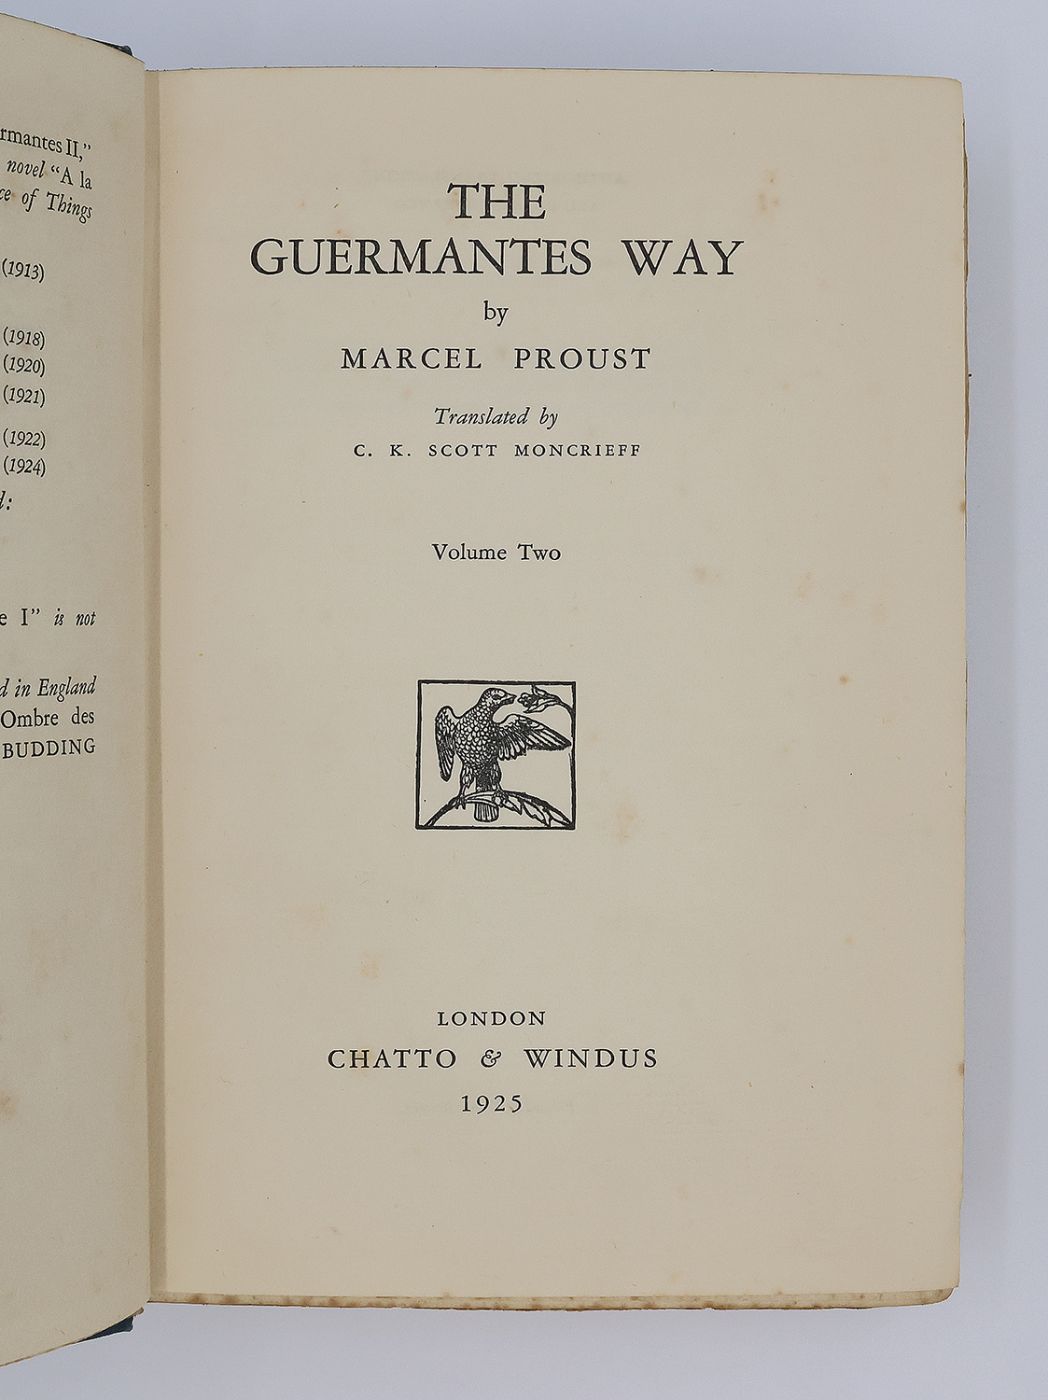 rmantes II,"
novel "A la
ce of Things
(1913)
(1918)
(1920)
(1921)
(1922)
(1924)
d:
e I" is not
d in England
Ombre des
BUDDING
THE
GUERMANTES WAY
by
MARCEL PROUST
Translated by
C. K. SCOTT MONCRIEFF
Volume Two
LONDON
CHATTO & WINDUS
1925